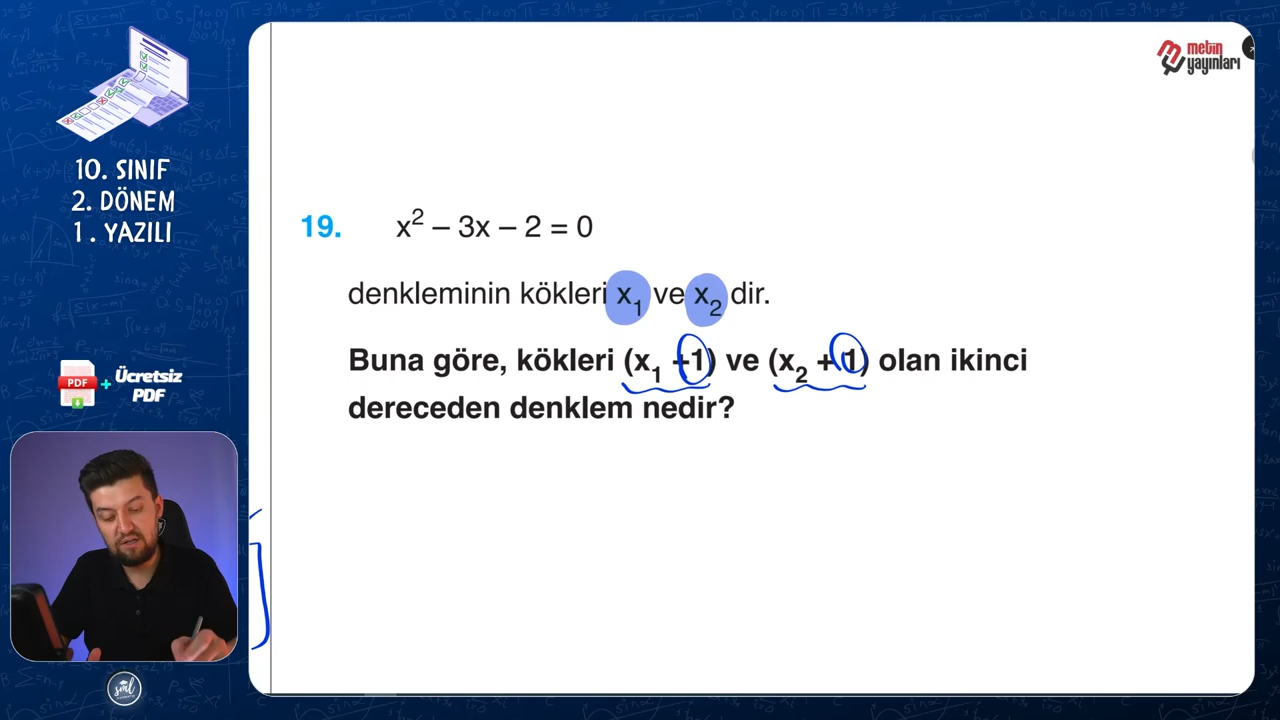 10. SINIF
2. DÖNEM
1. YAZILI
PDF + Ücretsiz PDF
sml
metin yayınları
19. x² – 3x – 2 = 0
denkleminin kökleri x₁ ve x₂ dir.
Buna göre, kökleri (x₁ +1) ve (x₂ + 1) olan ikinci
dereceden denklem nedir?